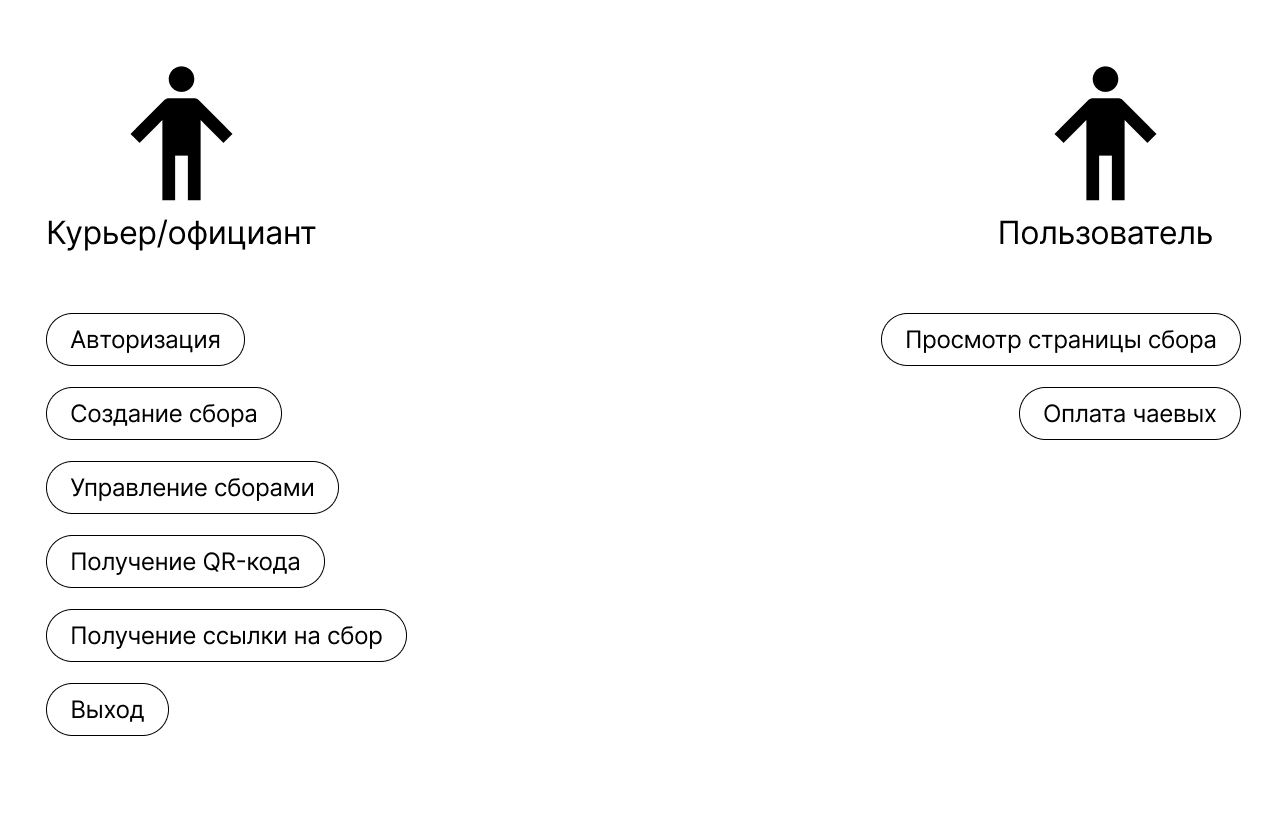 Курьер/официант
Авторизация
Создание сбора
Управление сборами
Получение QR-кода
Получение ссылки на сбор
Выход
Пользователь
Просмотр страницы сбора
Оплата чаевых